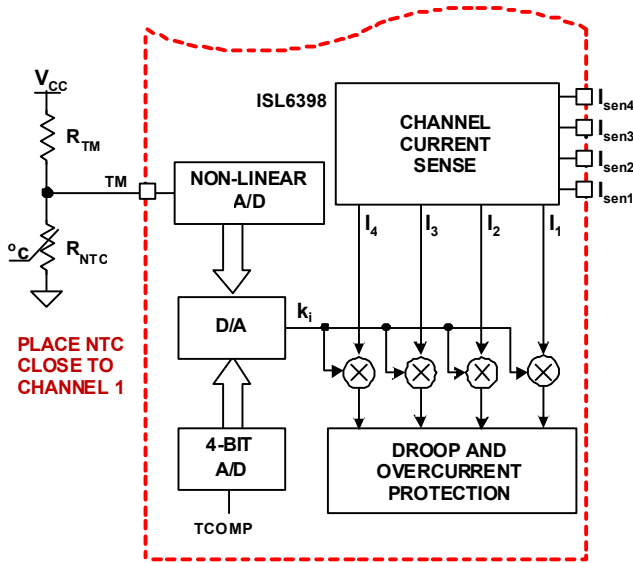 VCC
RTM
TM
oC
RNTC
PLACE NTC
CLOSE TO
CHANNEL 1
ISL6398
CHANNEL
CURRENT
SENSE
Isen4
Isen3
Isen2
Isen1
NON-LINEAR
A/D
I4
I3
I2
I1
D/A
ki
4-BIT
A/D
TCOMP
DROOP AND
OVERCURRENT
PROTECTION